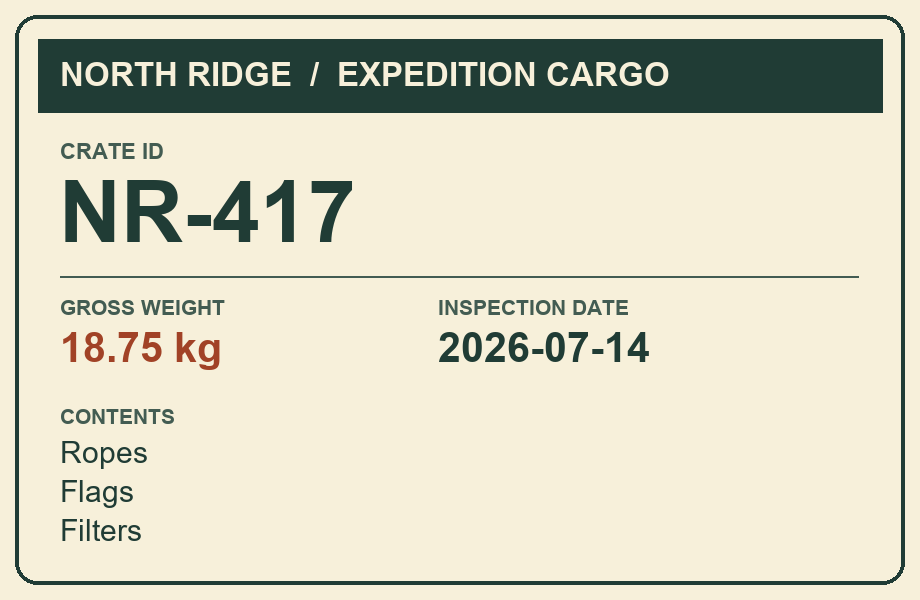 NORTH RIDGE / EXPEDITION CARGO
CRATE ID
NR-417
GROSS WEIGHT
18.75 kg
INSPECTION DATE
2026-07-14
CONTENTS
Ropes
Flags
Filters